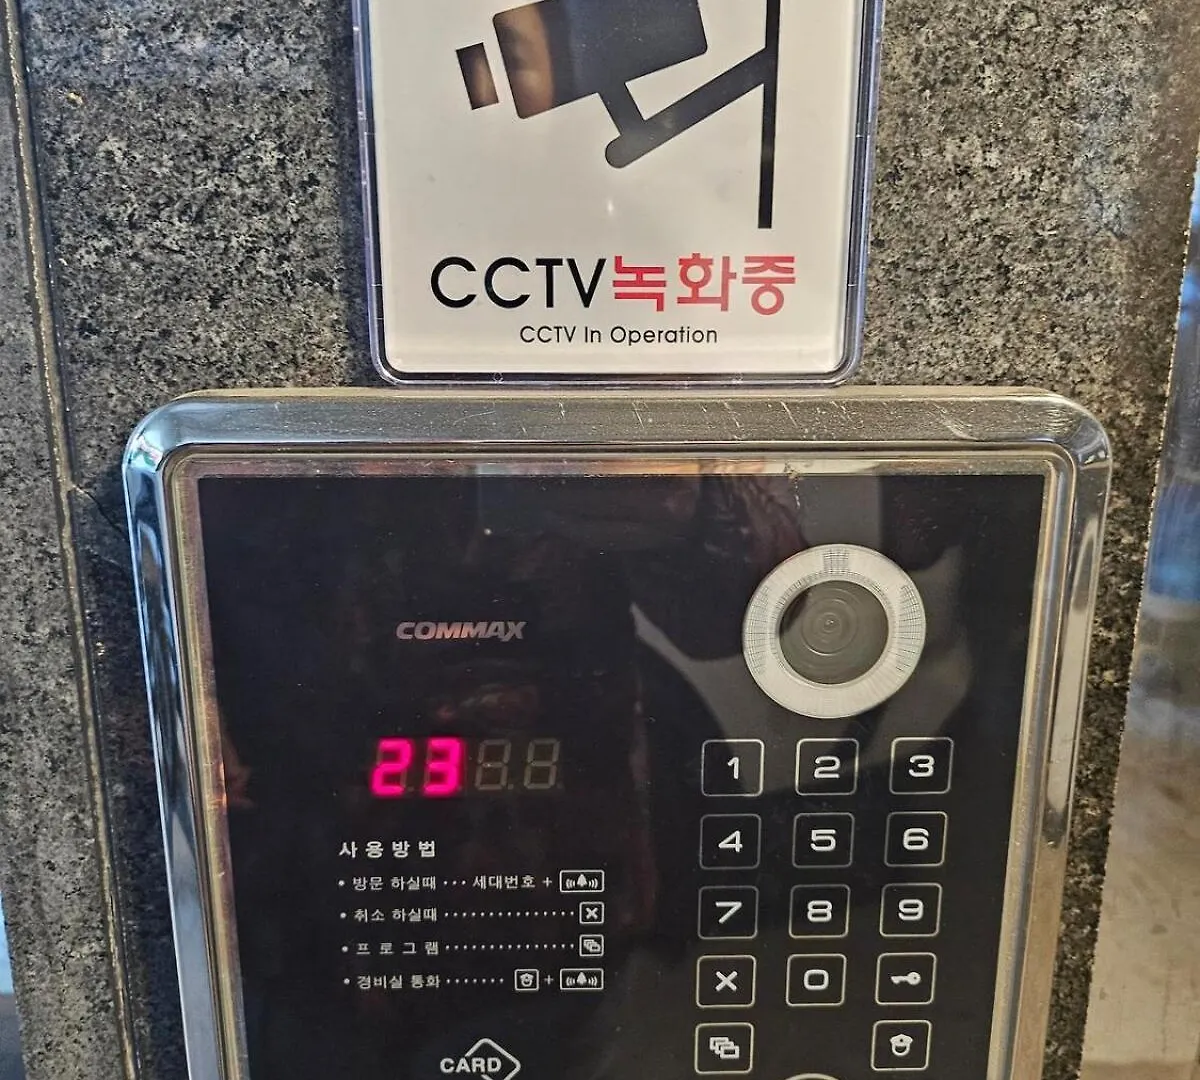 CCTV녹화중
CCTV In Operation
COMMAX
23
사용방법
• 방문 하실때 ··· 세대번호 +
• 취소 하실때 ··············· X
• 프 로 그 램 ···············
• 경비실 통화 ······· +
1 2 3
4 5 6
7 8 9
X 0
CARD